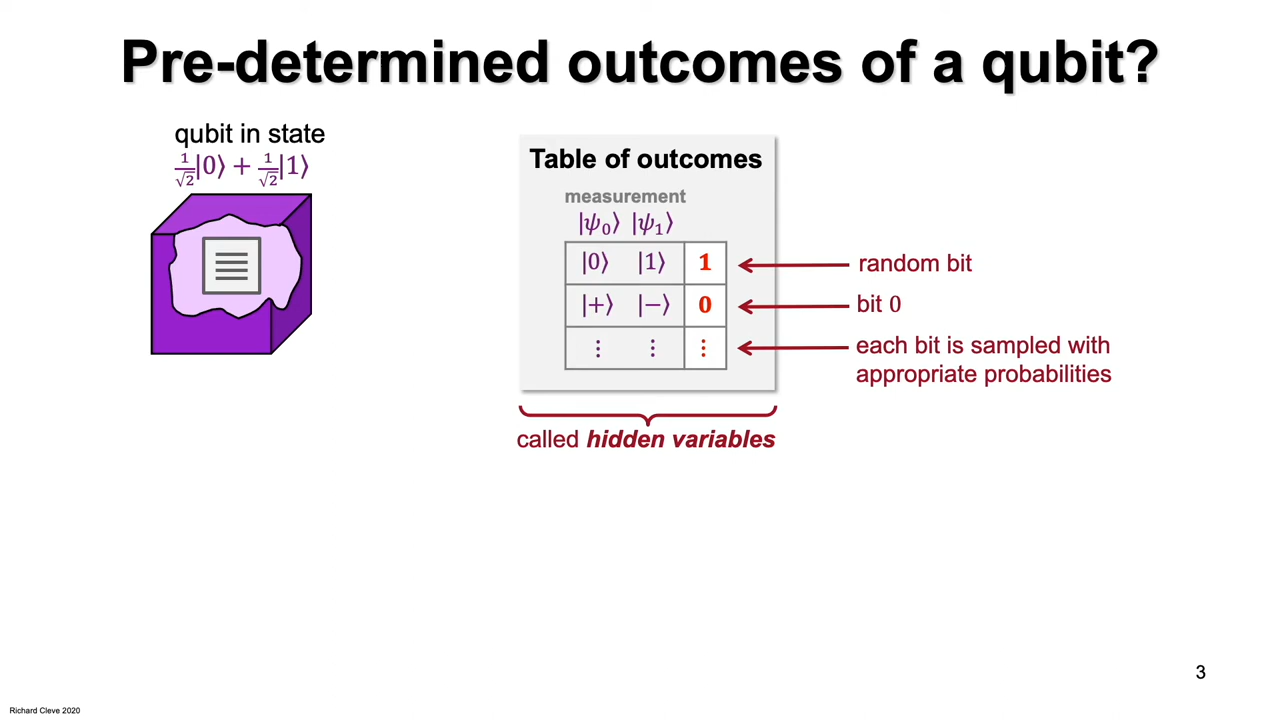 Pre-determined outcomes of a qubit?
qubit in state
1/√2|0⟩ + 1/√2|1⟩
Table of outcomes
measurement
|ψ₀⟩ |ψ₁⟩
|0⟩ |1⟩ 1
random bit
|+⟩ |−⟩ 0
bit 0
⋮ ⋮ ⋮
each bit is sampled with
appropriate probabilities
called hidden variables
3
Richard Cleve 2020